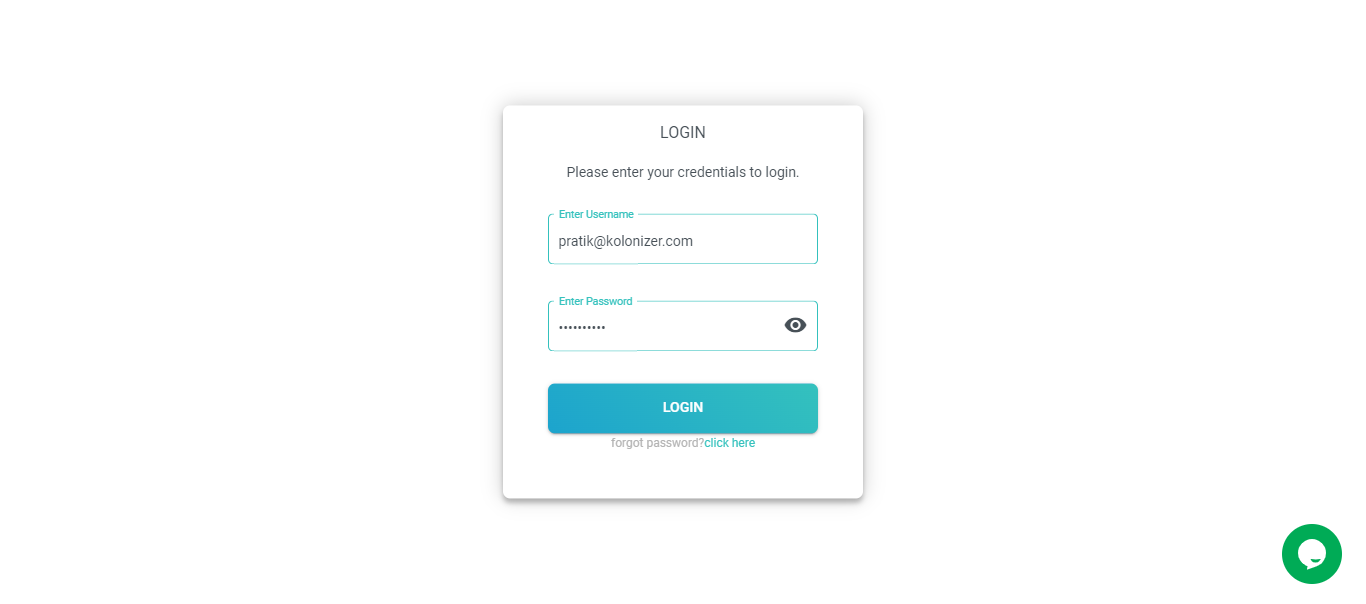 LOGIN
Please enter your credentials to login.
Enter Username
pratik@kolonizer.com
Enter Password
••••••••••
LOGIN
forgot password?click here